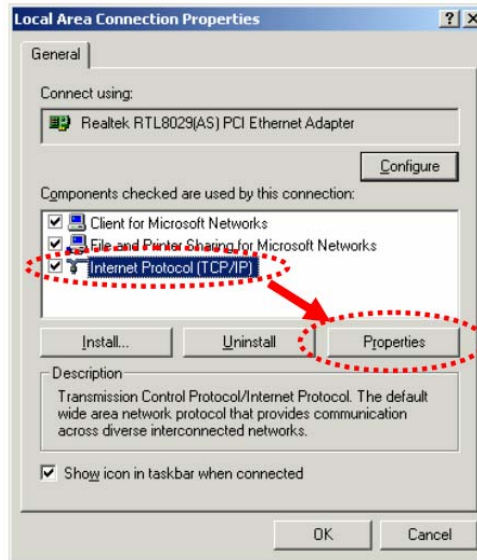 Local Area Connection Properties
General
Connect using:
Realtek RTL8029(AS) PCI Ethernet Adapter
Configure
Components checked are used by this connection:
Client for Microsoft Networks
File and Printer Sharing for Microsoft Networks
Internet Protocol (TCP/IP)
Install... Uninstall Properties
Description
Transmission Control Protocol/Internet Protocol. The default
wide area network protocol that provides communication
across diverse interconnected networks.
Show icon in taskbar when connected
OK Cancel